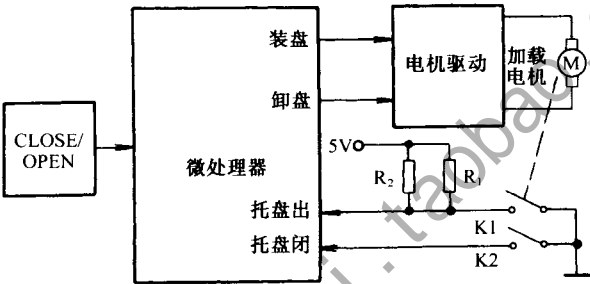 装盘
卸盘
微处理器
托盘出
托盘闭
CLOSE/
OPEN
电机驱动
加载
电机
M
5V
R₂
R₁
K1
K2
i.taobao.